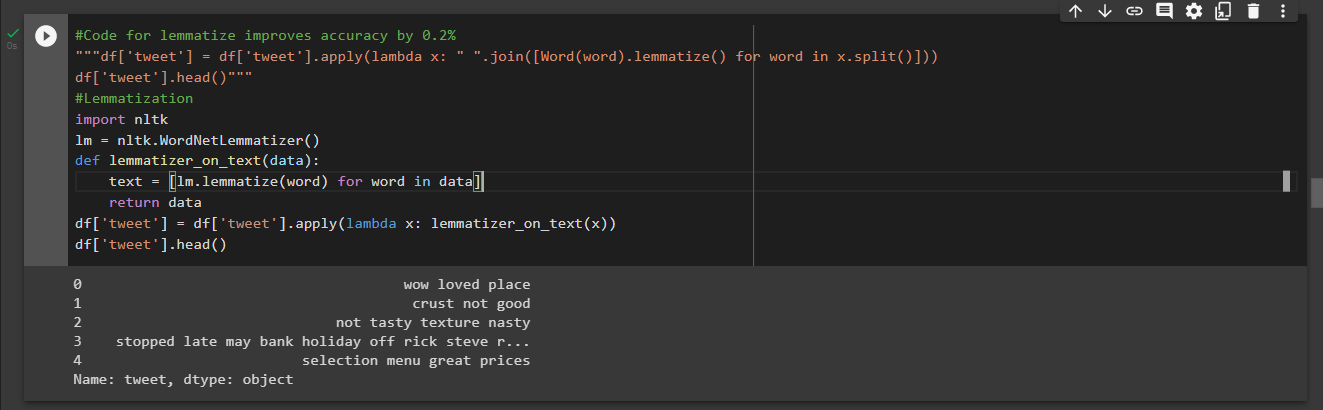 #Code for lemmatize improves accuracy by 0.2%
"""df['tweet'] = df['tweet'].apply(lambda x: " ".join([Word(word).lemmatize() for word in x.split()]))
df['tweet'].head()"""
#Lemmatization
import nltk
lm = nltk.WordNetLemmatizer()
def lemmatizer_on_text(data):
    text = [lm.lemmatize(word) for word in data]
    return data
df['tweet'] = df['tweet'].apply(lambda x: lemmatizer_on_text(x))
df['tweet'].head()
0s
0 wow loved place
1 crust not good
2 not tasty texture nasty
3 stopped late may bank holiday off rick steve r...
4 selection menu great prices
Name: tweet, dtype: object